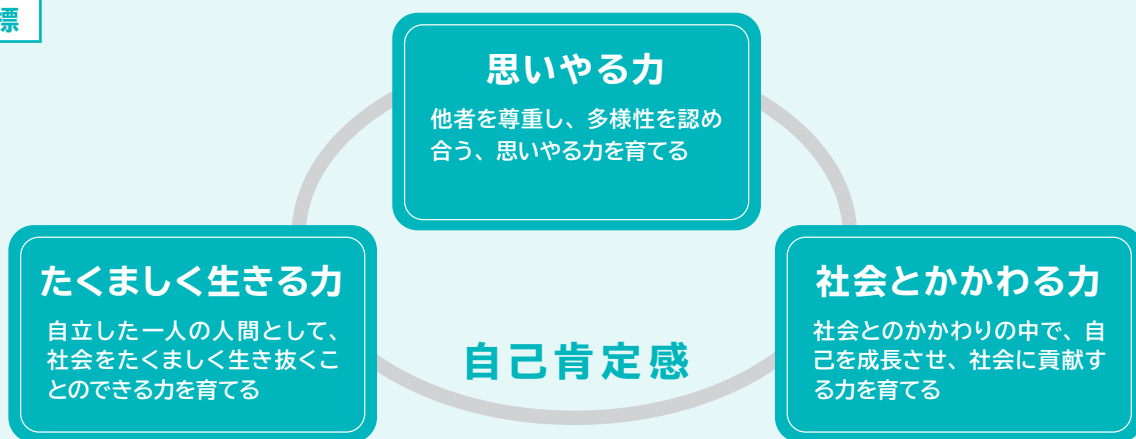 標
思いやる力
他者を尊重し、多様性を認め
合う、思いやる力を育てる
たくましく生きる力
自立した一人の人間として、
社会をたくましく生き抜くこ
とのできる力を育てる
自己肯定感
社会とかかわる力
社会とのかかわりの中で、自
己を成長させ、社会に貢献す
る力を育てる